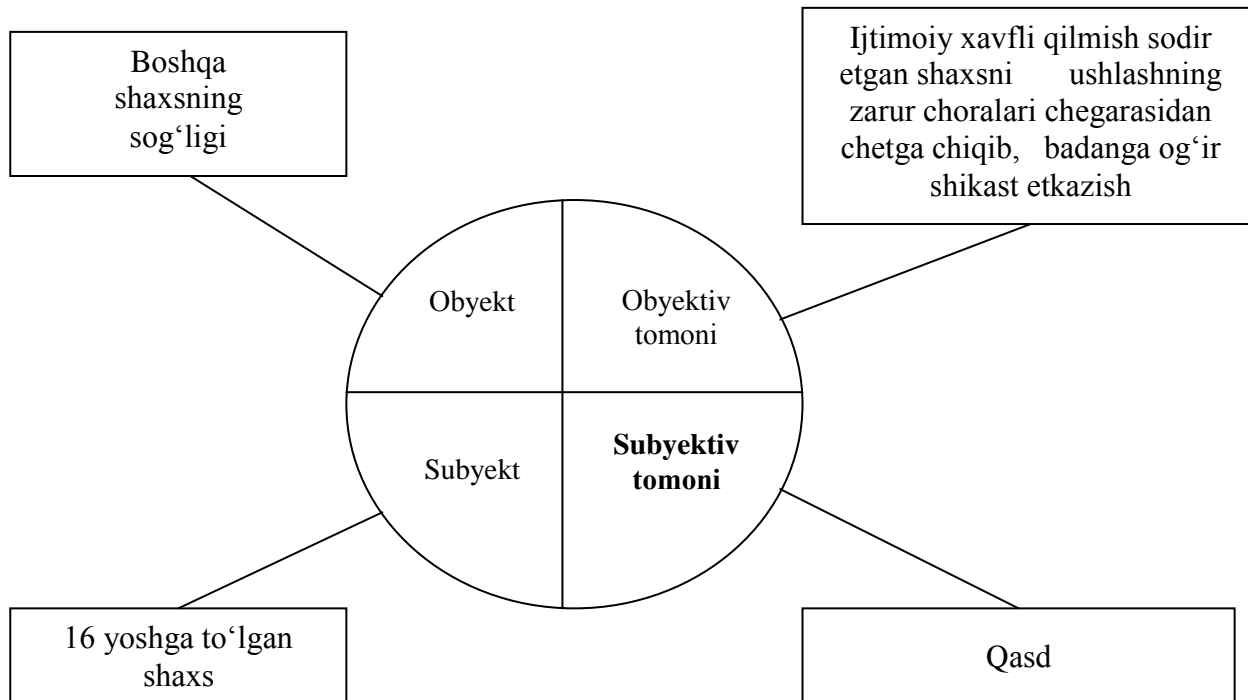 Boshqa
shaxsning
sog‘ligi
Ijtimoiy xavfli qilmish sodir
etgan shaxsni ushlashning
zarur choralari chegarasidan
chetga chiqib, badanga og‘ir
shikast etkazish
Obyekt
Obyektiv
tomoni
Subyekt
Subyektiv
tomoni
16 yoshga to‘lgan
shaxs
Qasd